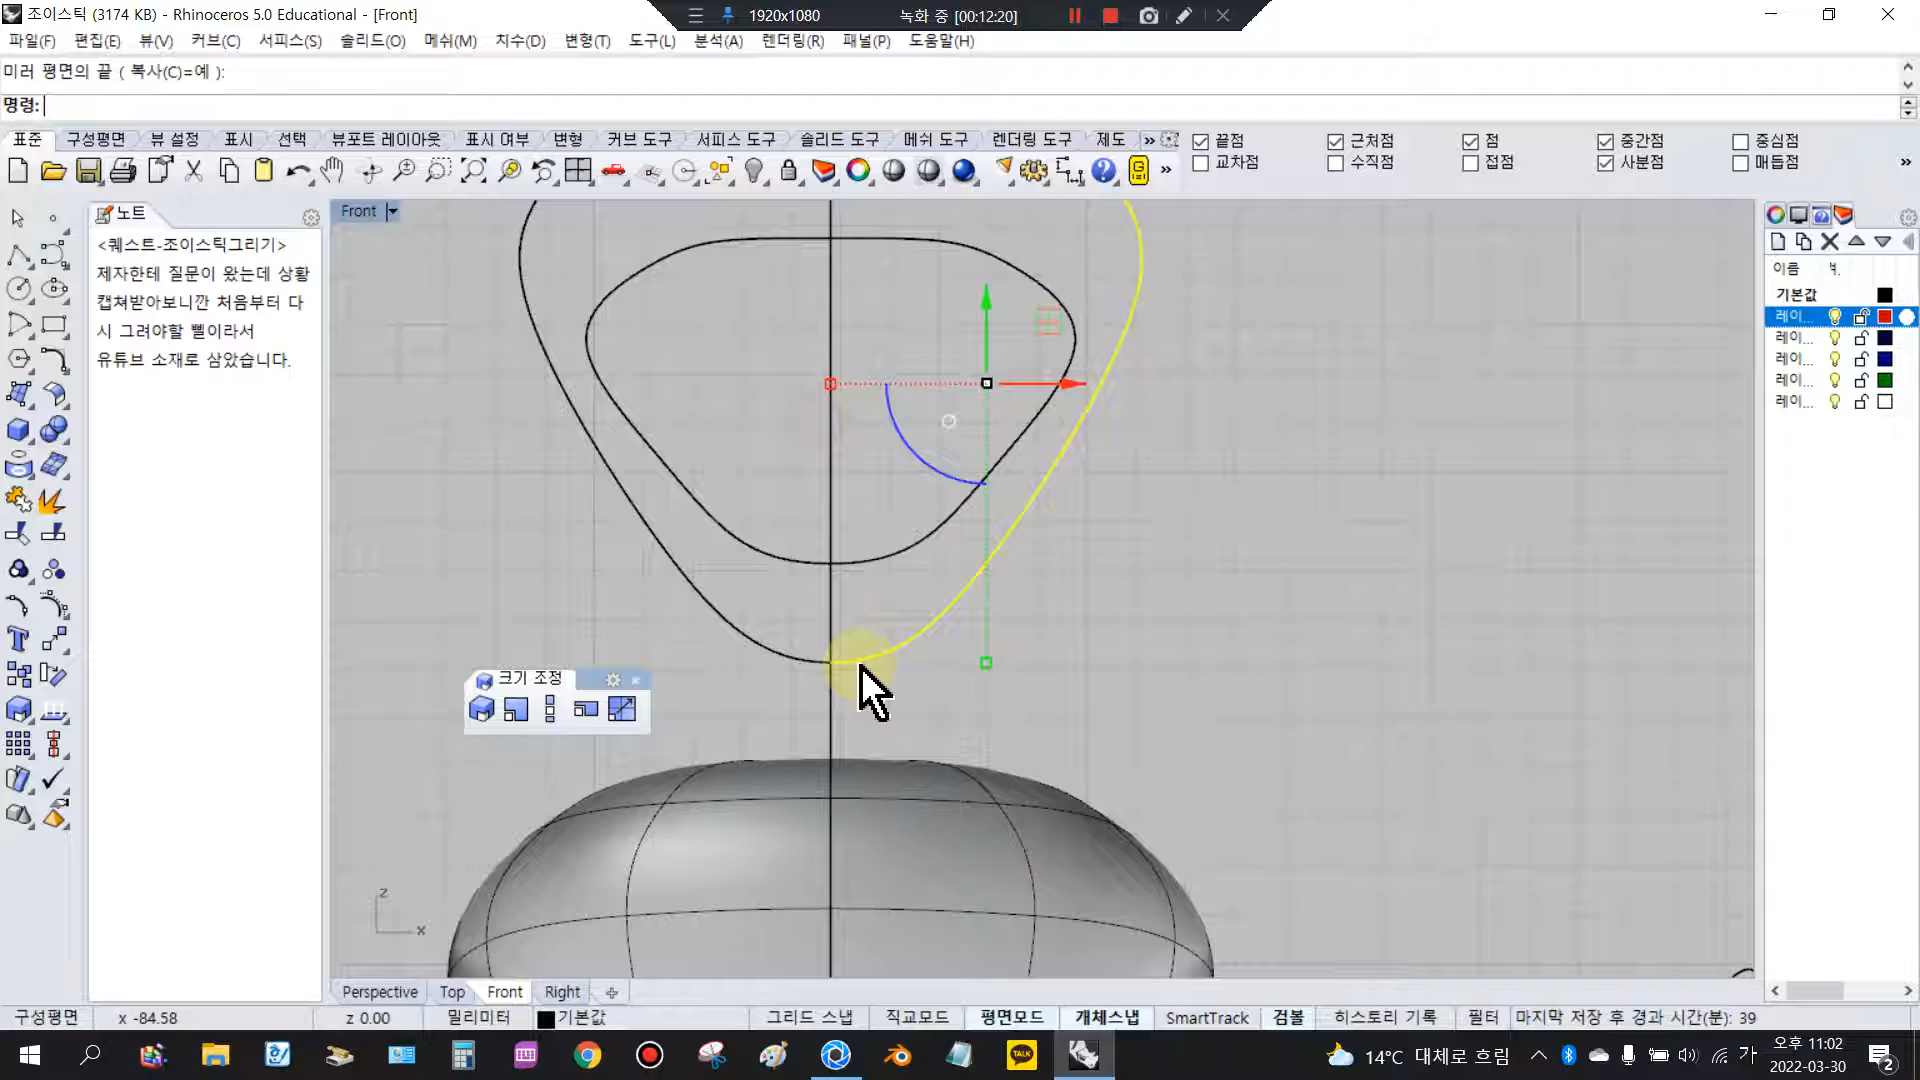 조이스틱 (3174 KB) - Rhinoceros 5.0 Educational - [Front]
1920x1080
녹화 중 [00:12:20]
파일(F) 편집(E) 뷰(V) 커브(C) 서피스(S) 솔리드(O) 메쉬(M) 치수(D) 변형(T) 도구(L) 분석(A) 렌더링(R) 패널(P) 도움말(H)
미러 평면의 끝 ( 복사(C)=예 ):
명령:
표준 구성평면 뷰 설정 표시 선택 뷰포트 레이아웃 표시 여부 변형 커브 도구 서피스 도구 솔리드 도구 메쉬 도구 렌더링 도구 제도 »
끝점 근처점 점 중간점 중심점
교차점 수직점 접점 사분점 매듭점 »
노트
<퀘스트-조이스틱그리기>
제자한테 질문이 왔는데 상황
캡쳐받아보니깐 처음부터 다
시 그려야할 삘이라서
유튜브 소재로 삼았습니다.
Front
이름
기본값
레이...
레이...
레이...
레이...
레이...
크기 조정
z
x
Perspective Top Front Right
구성평면 x -84.58 z 0.00 밀리미터 기본값 그리드 스냅 직교모드 평면모드 개체스냅 SmartTrack 검볼 히스토리 기록 필터 마지막 저장 후 경과 시간(분): 39
TALK
14°C 대체로 흐림
가
오후 11:02
2022-03-30
2